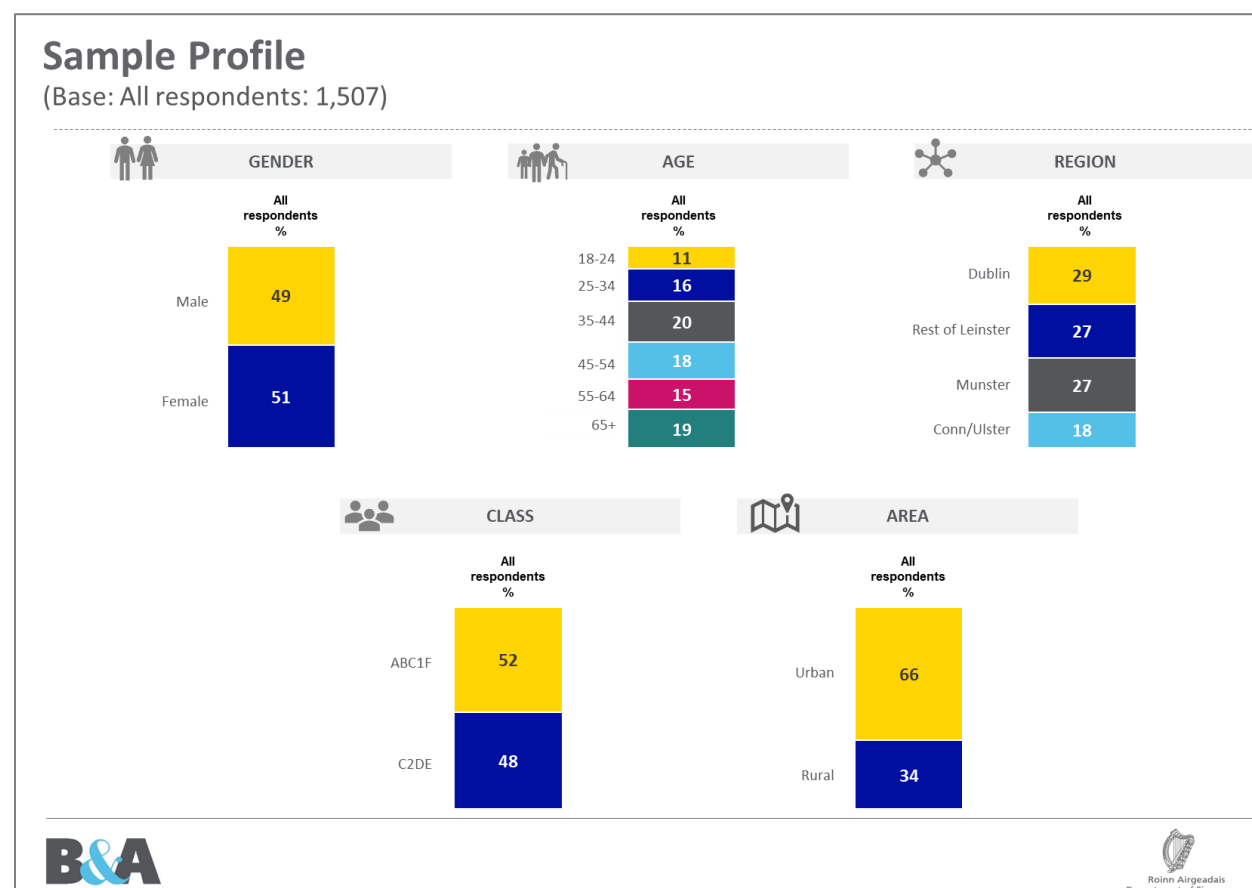 Sample Profile
(Base: All respondents: 1,507)
GENDER
All
respondents
%
Male
49
Female
51
AGE
All
respondents
%
18-24
11
25-34
16
35-44
20
45-54
18
55-64
15
65+
19
REGION
All
respondents
%
Dublin
29
Rest of Leinster
27
Munster
27
Conn/Ulster
18
CLASS
All
respondents
%
ABC1F
52
C2DE
48
AREA
All
respondents
%
Urban
66
Rural
34
B&A
Roinn Airgeadais